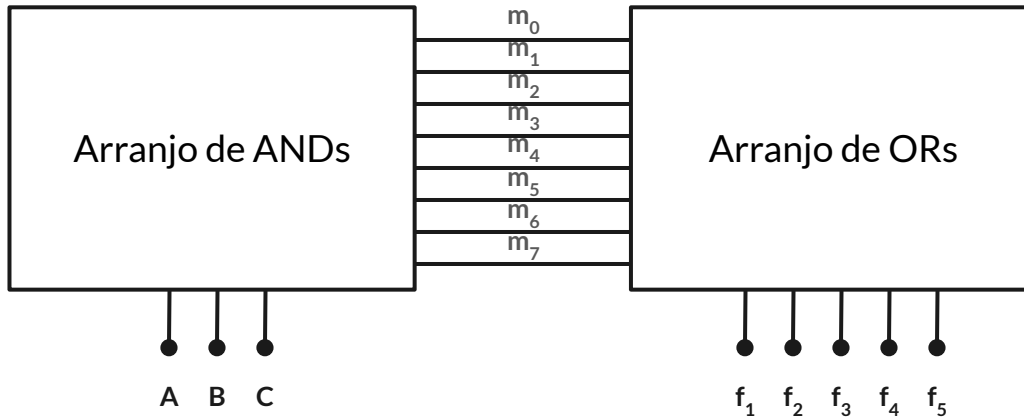 m₀
m₁
m₂
m₃
m₄
m₅
m₆
m₇
Arranjo de ANDs
Arranjo de ORs
A B C
f₁ f₂ f₃ f₄ f₅